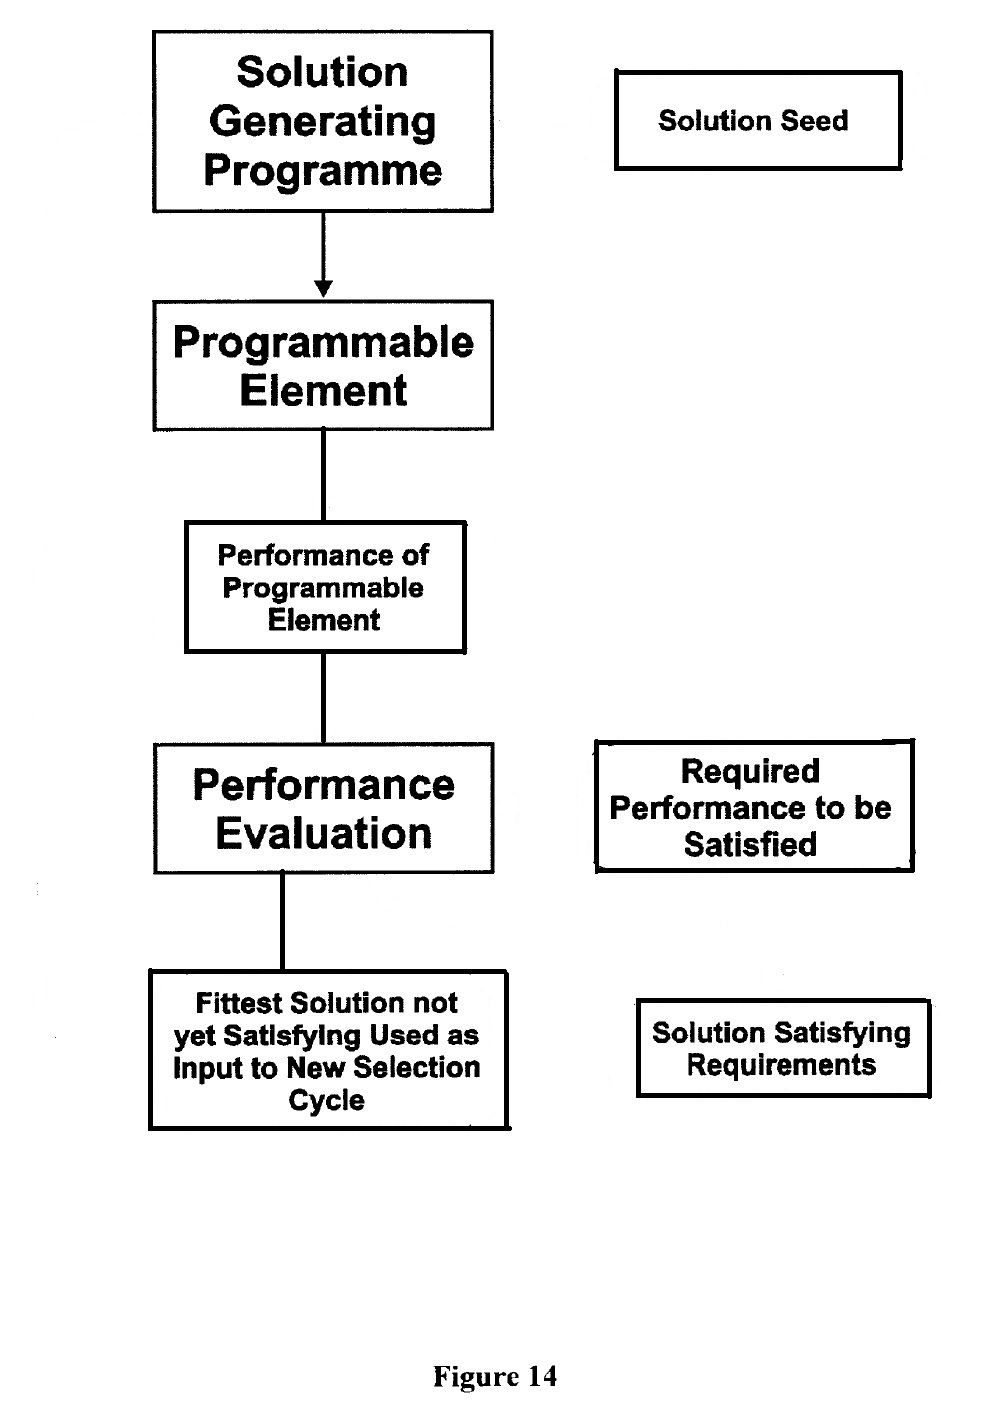 Solution
Generating
Programme
Solution Seed
Programmable
Element
Performance of
Programmable
Element
Performance
Evaluation
Required
Performance to be
Satisfied
Fittest Solution not
yet Satisfying Used as
Input to New Selection
Cycle
Solution Satisfying
Requirements
Figure 14